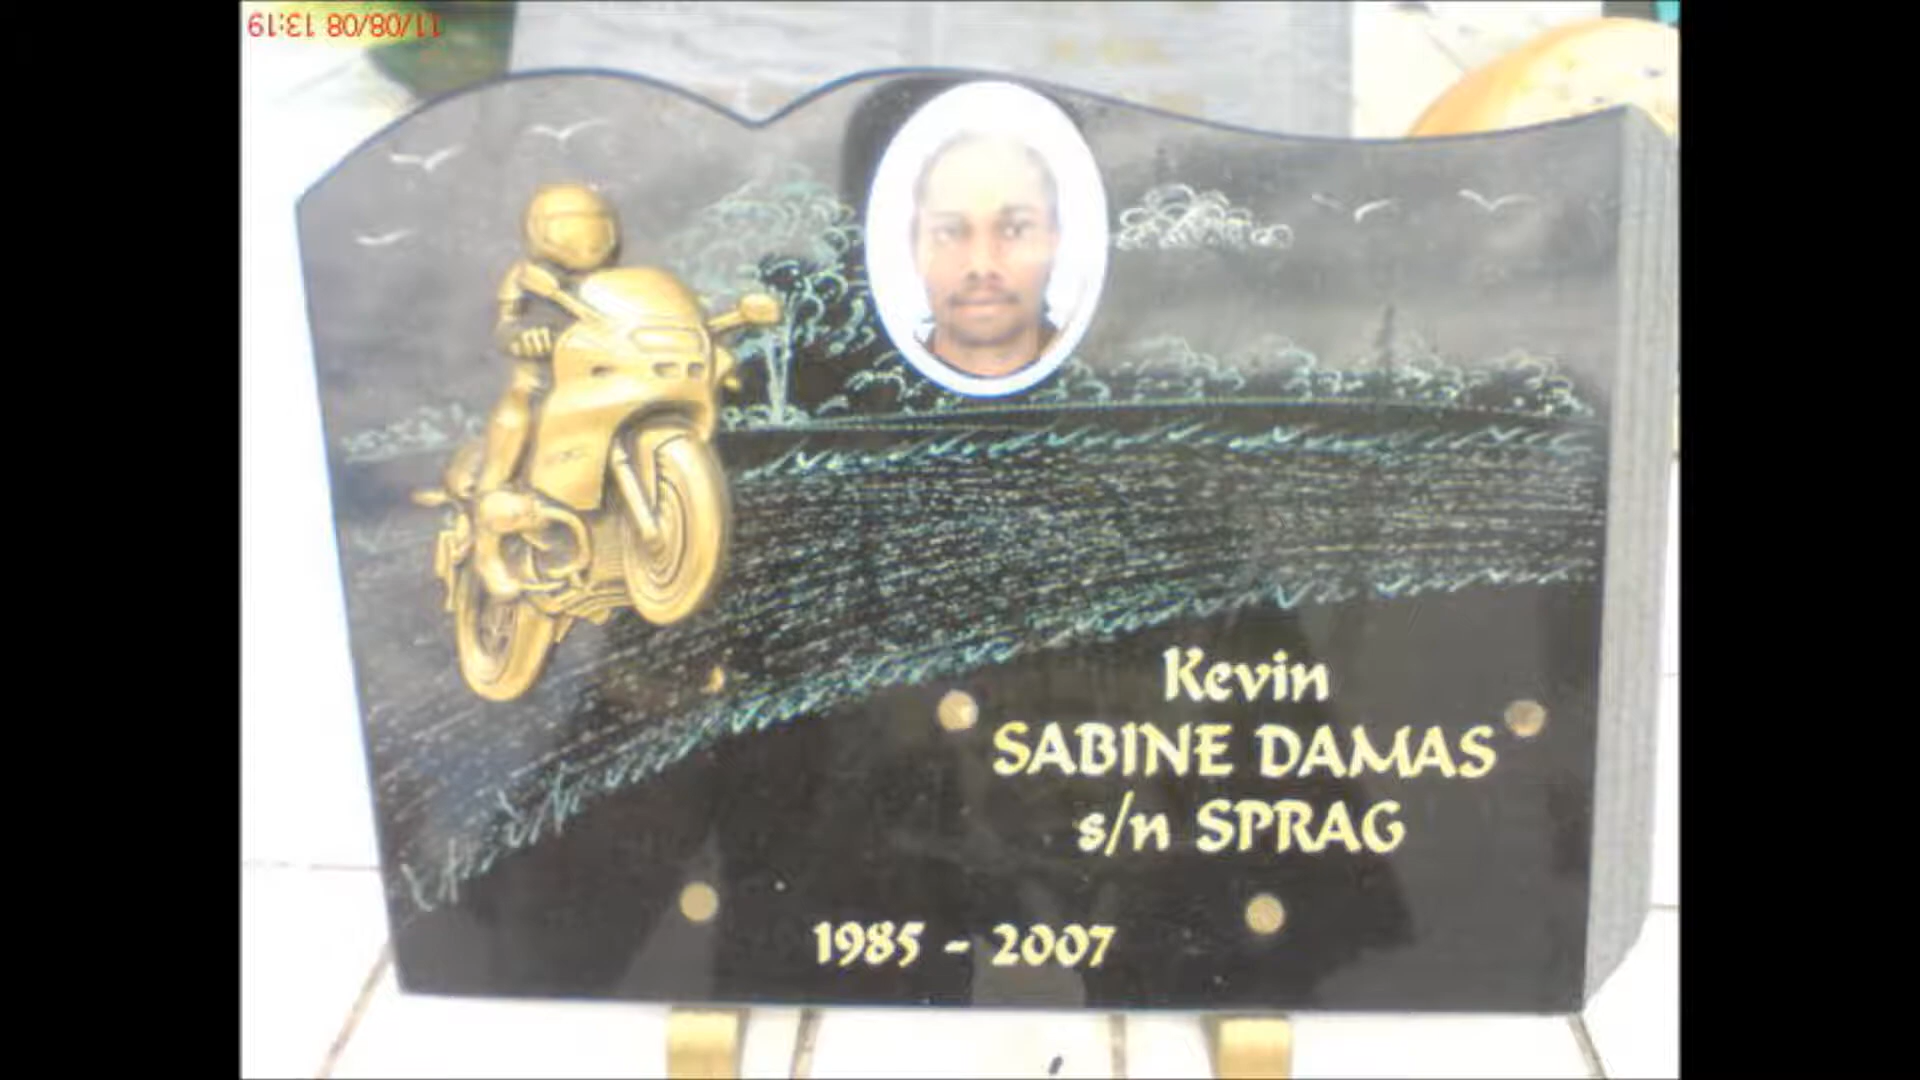 11/08/08 13:19
Kevin
SABINE DAMAS
s/n SPRAG
1985 - 2007